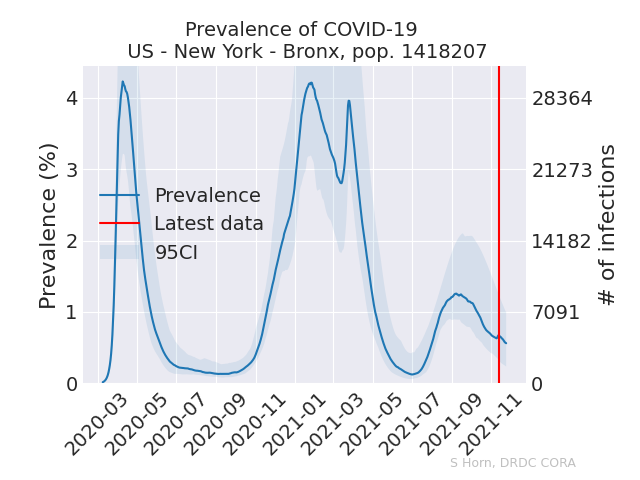 Prevalence of COVID-19
US - New York - Bronx, pop. 1418207
Prevalence (%)
4
3
2
1
0
Prevalence
Latest data
95CI
28364
21273
14182
7091
0
# of infections
2020-03
2020-05
2020-07
2020-09
2020-11
2021-01
2021-03
2021-05
2021-07
2021-09
2021-11
S Horn, DRDC CORA